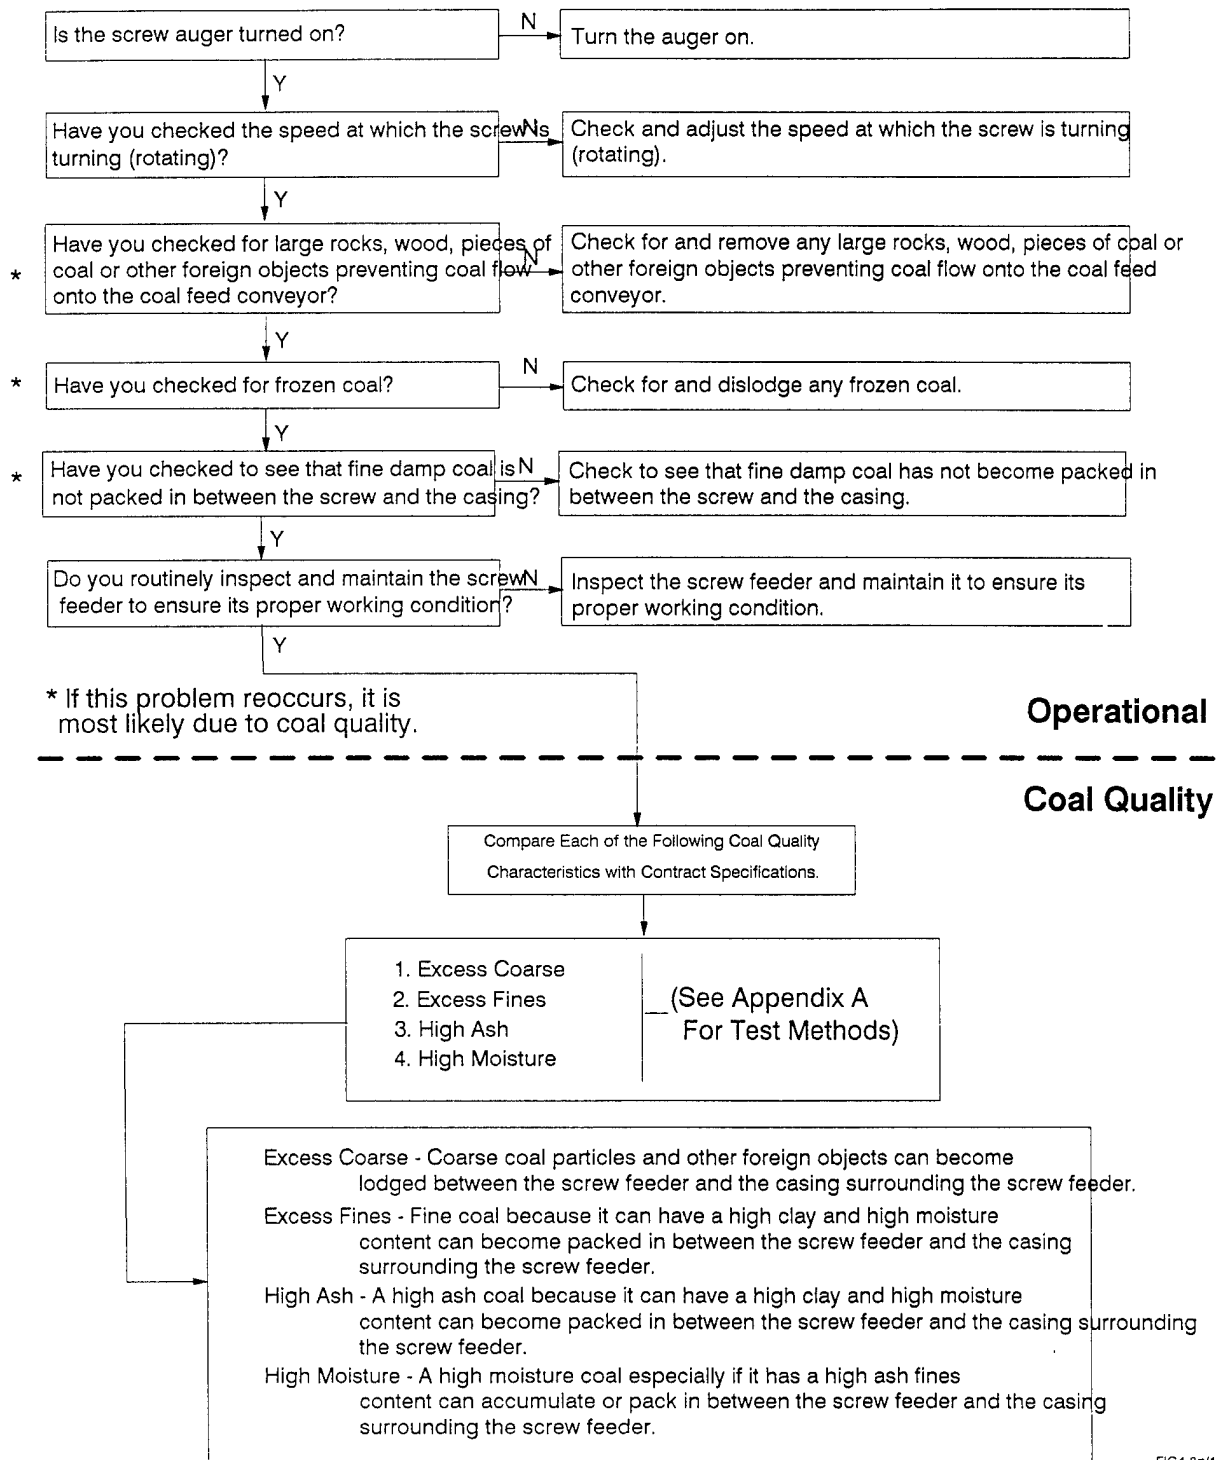 Is the screw auger turned on?
N
Turn the auger on.
Y
Have you checked the speed at which the screw is
turning (rotating)?
N
Check and adjust the speed at which the screw is turning
(rotating).
Y
*
Have you checked for large rocks, wood, pieces of
coal or other foreign objects preventing coal flow
onto the coal feed conveyor?
N
Check for and remove any large rocks, wood, pieces of coal or
other foreign objects preventing coal flow onto the coal feed
conveyor.
Y
*
Have you checked for frozen coal?
N
Check for and dislodge any frozen coal.
Y
*
Have you checked to see that fine damp coal is
not packed in between the screw and the casing?
N
Check to see that fine damp coal has not become packed in
between the screw and the casing.
Y
Do you routinely inspect and maintain the screw
feeder to ensure its proper working condition?
N
Inspect the screw feeder and maintain it to ensure its
proper working condition.
Y
* If this problem reoccurs, it is
most likely due to coal quality.
Operational
Coal Quality
Compare Each of the Following Coal Quality
Characteristics with Contract Specifications.
1. Excess Coarse
2. Excess Fines
3. High Ash
4. High Moisture
(See Appendix A
For Test Methods)
Excess Coarse - Coarse coal particles and other foreign objects can become
lodged between the screw feeder and the casing surrounding the screw feeder.
Excess Fines - Fine coal because it can have a high clay and high moisture
content can become packed in between the screw feeder and the casing
surrounding the screw feeder.
High Ash - A high ash coal because it can have a high clay and high moisture
content can become packed in between the screw feeder and the casing surrounding
the screw feeder.
High Moisture - A high moisture coal especially if it has a high ash fines
content can accumulate or pack in between the screw feeder and the casing
surrounding the screw feeder.